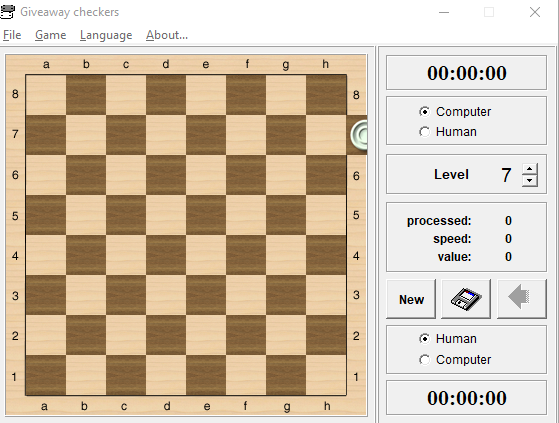 Giveaway checkers
File Game Language About...
a b c d e f g h
8 8
7
6 6
5 5
4 4
3 3
2 2
1 1
a b c d e f g h
00:00:00
Computer
Human
Level 7
processed: 0
speed: 0
value: 0
New
Human
Computer
00:00:00